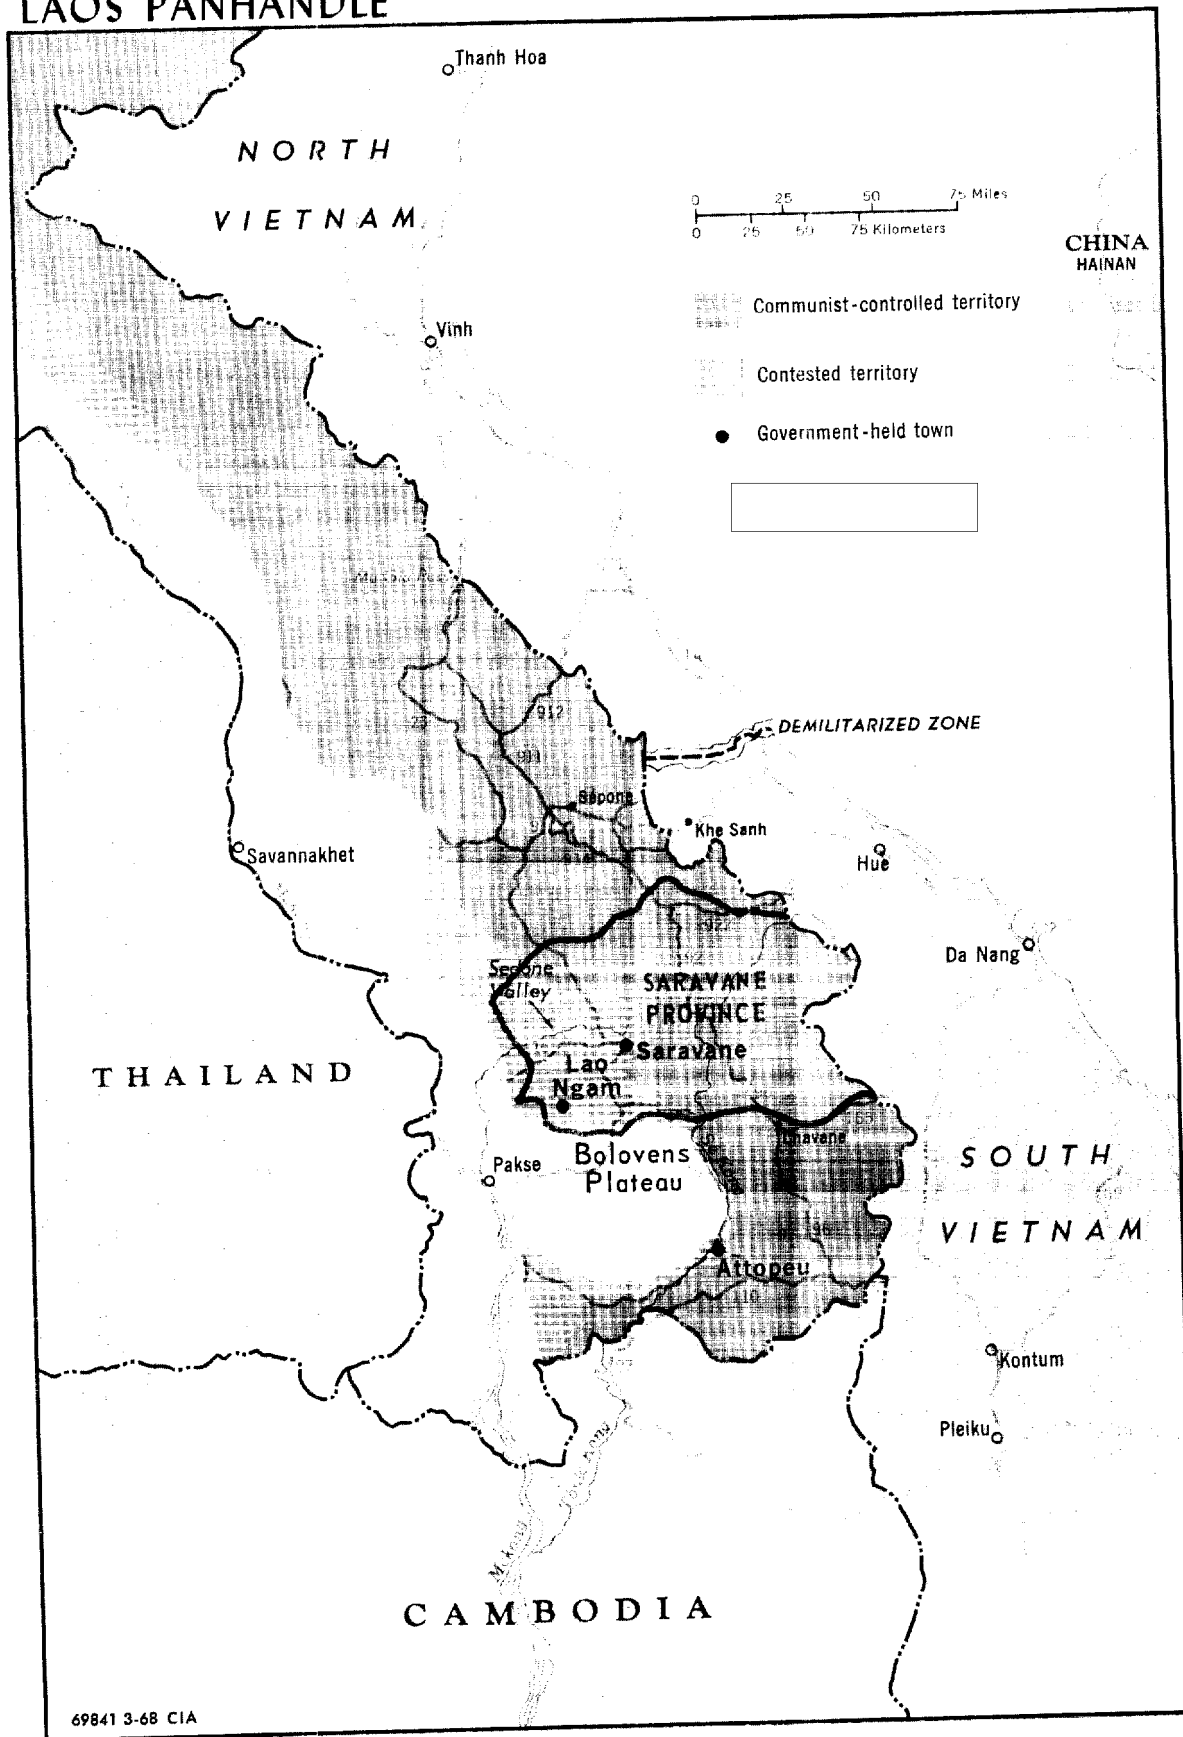 LAOS PANHANDLE
Thanh Hoa
NORTH
VIETNAM
0 25 50 75 Miles
0 25 50 75 Kilometers
CHINA
HAINAN
Communist-controlled territory
Vinh
Contested territory
Government-held town
912
DEMILITARIZED ZONE
911
Sepone
Khe Sanh
Savannakhet
Hue
Da Nang
Sedone
Valley
SARAVANE
PROVINCE
Saravane
Lao
Ngam
THAILAND
Bolovens
Plateau
Pakse
SOUTH
VIETNAM
96
Attopeu
110
Kontum
Pleiku
Mekong
CAMBODIA
69841 3-68 CIA